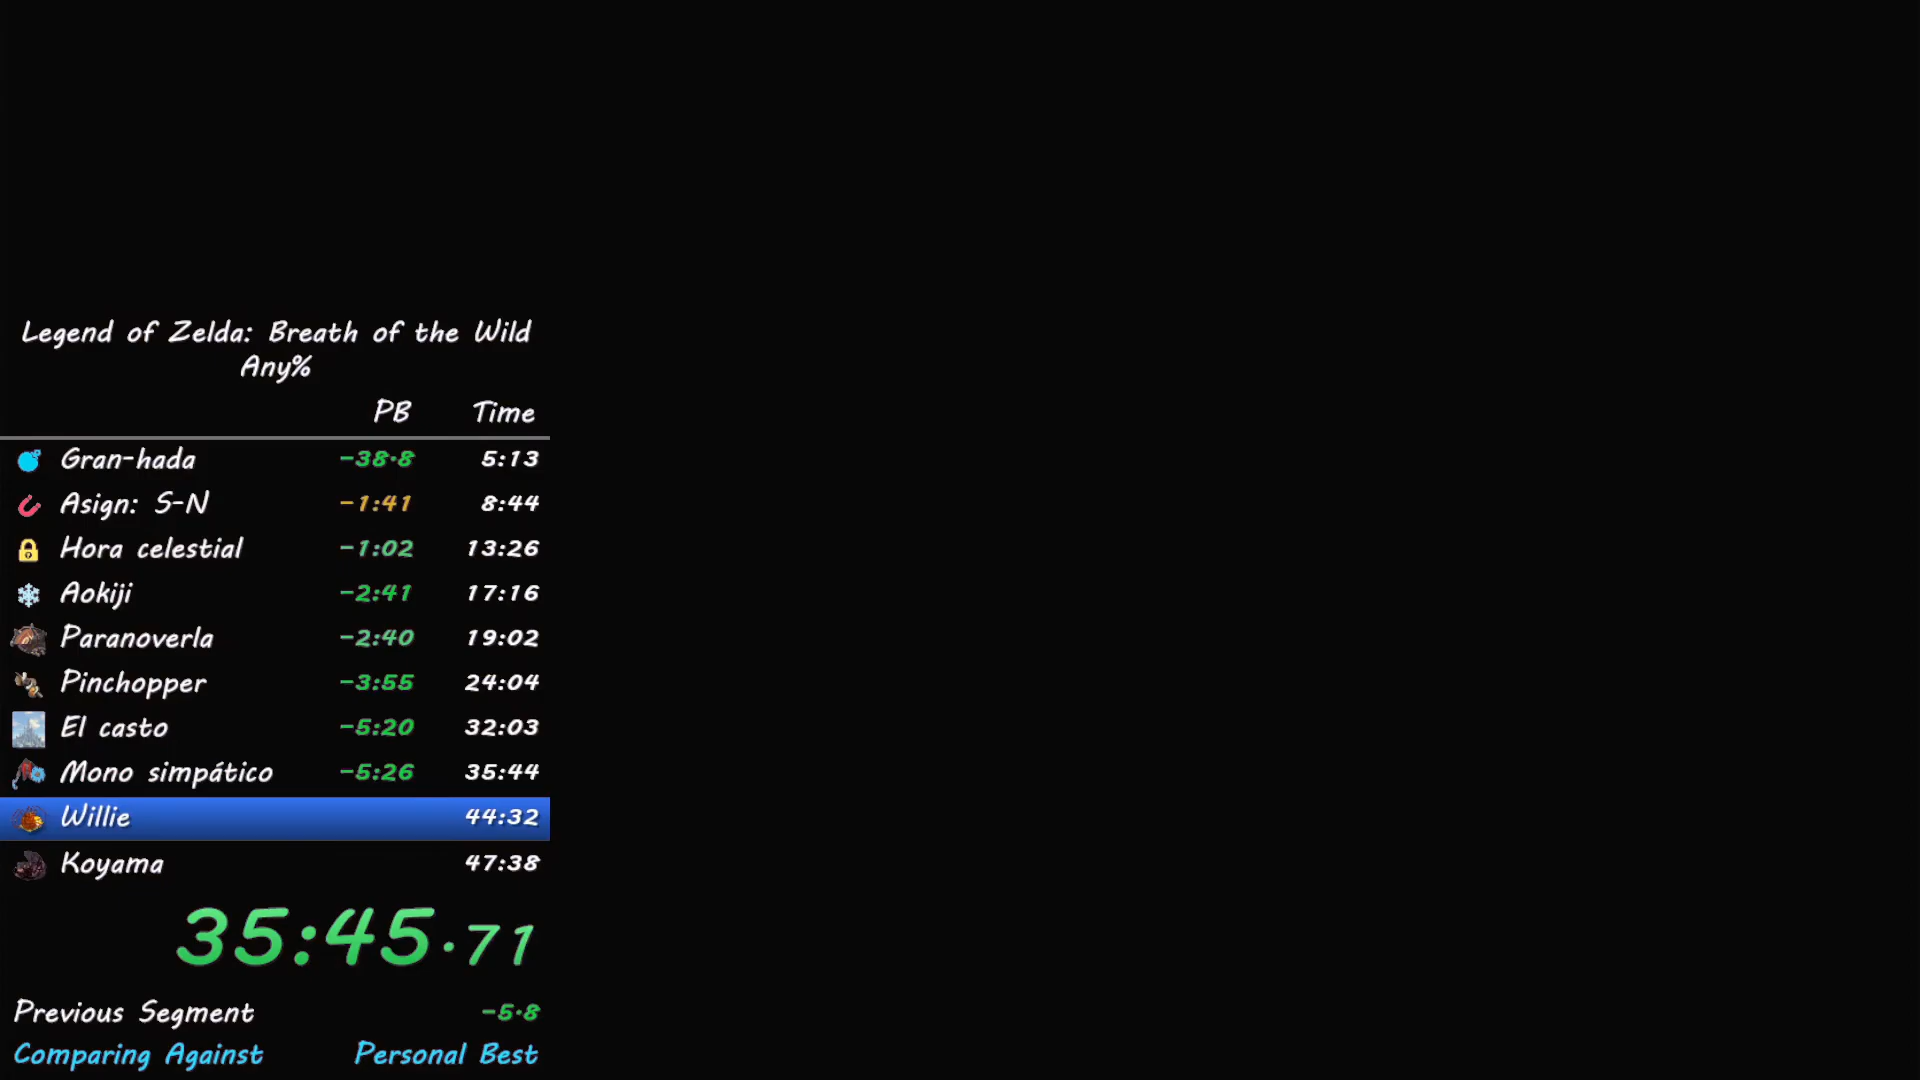 Legend of Zelda: Breath of the Wild
Any%
PB Time
Gran-hada -38.8 5:13
Asign: S-N -1:41 8:44
Hora celestial -1:02 13:26
Aokiji -2:41 17:16
Paranoverla -2:40 19:02
Pinchopper -3:55 24:04
El casto -5:20 32:03
Mono simpático -5:26 35:44
Willie 44:32
Koyama 47:38
35:45.71
Previous Segment -5.8
Comparing Against Personal Best